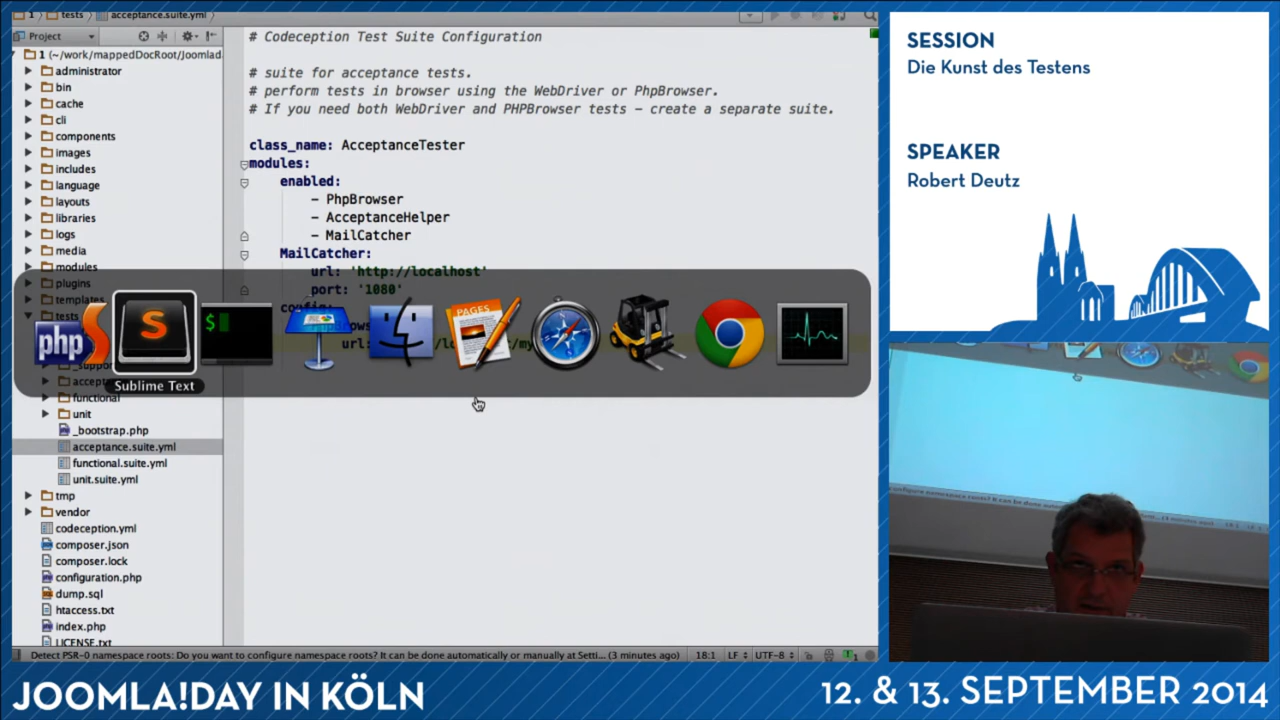 1
tests
acceptance.suite.yml
Project
1 (~/work/mappedDocRoot/Joomlad
administrator
bin
cache
cli
components
images
includes
language
layouts
libraries
logs
media
modules
plugins
templates
tests
_suppo
accep
functional
unit
_bootstrap.php
acceptance.suite.yml
functional.suite.yml
unit.suite.yml
tmp
vendor
codeception.yml
composer.json
composer.lock
configuration.php
dump.sql
htaccess.txt
index.php
LICENSE.txt
# Codeception Test Suite Configuration
# suite for acceptance tests.
# perform tests in browser using the WebDriver or PhpBrowser.
# If you need both WebDriver and PHPBrowser tests - create a separate suite.
class_name: AcceptanceTester
modules:
enabled:
- PhpBrowser
- AcceptanceHelper
- MailCatcher
MailCatcher:
url: 'http://localhost'
port: '1080'
config:
url:
php
S
$
PAGES
Sublime Text
Detect PSR-0 namespace roots: Do you want to configure namespace roots? It can be done automatically or manually at Setti... (3 minutes ago)
18:1
LF
UTF-8
SESSION
Die Kunst des Testens
SPEAKER
Robert Deutz
JOOMLA!DAY IN KÖLN
12. & 13. SEPTEMBER 2014